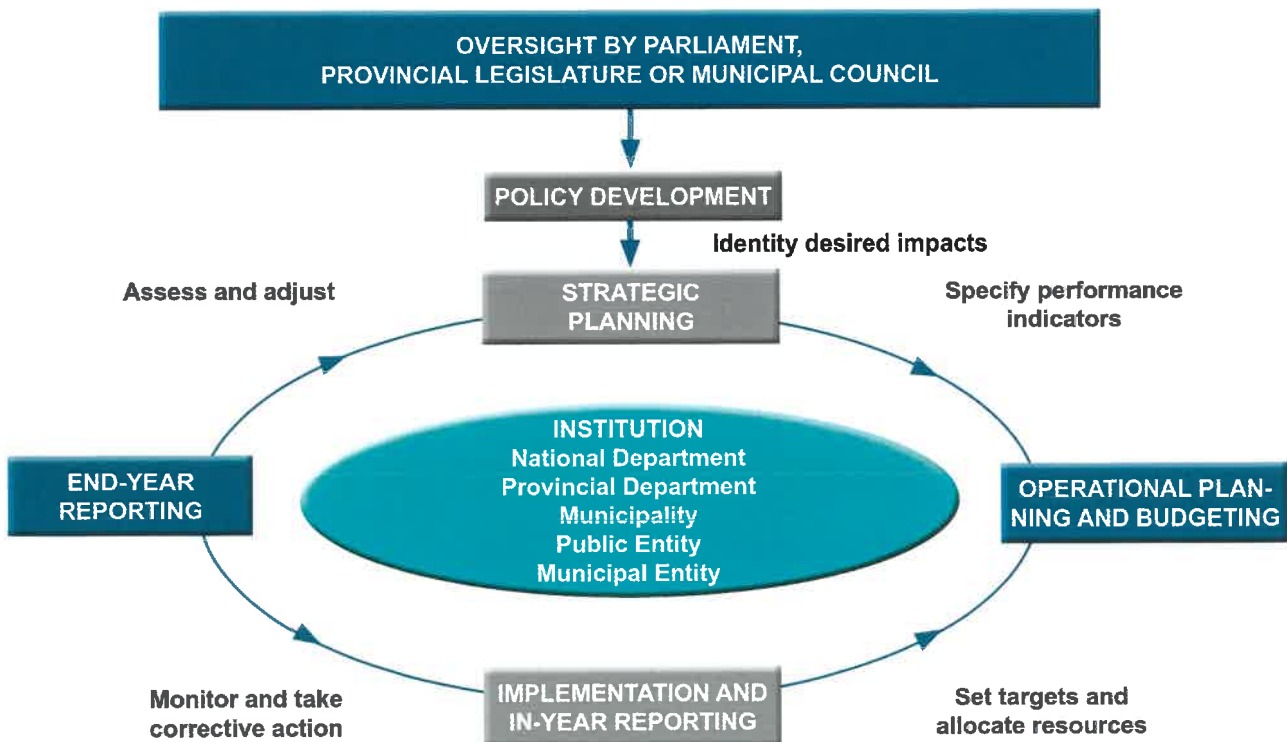 OVERSIGHT BY PARLIAMENT,
PROVINCIAL LEGISLATURE OR MUNICIPAL COUNCIL
POLICY DEVELOPMENT
Identity desired impacts
Assess and adjust
STRATEGIC
PLANNING
Specify performance
indicators
END-YEAR
REPORTING
INSTITUTION
National Department
Provincial Department
Municipality
Public Entity
Municipal Entity
OPERATIONAL PLAN-
NING AND BUDGETING
Monitor and take
corrective action
IMPLEMENTATION AND
IN-YEAR REPORTING
Set targets and
allocate resources